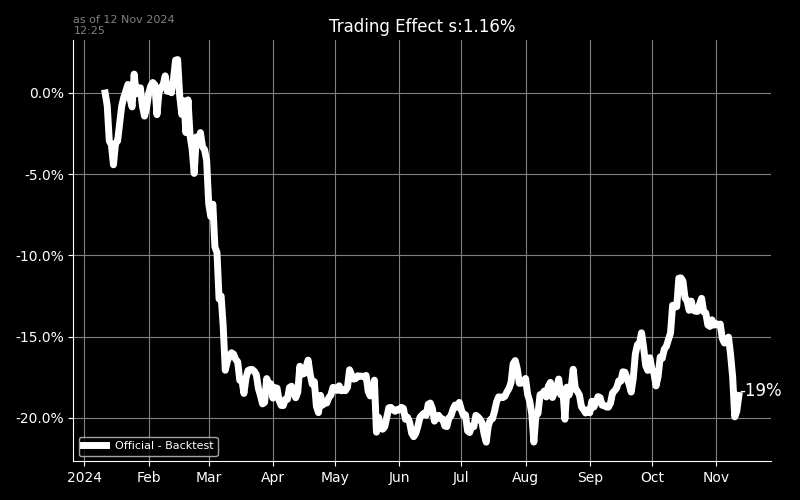 as of 12 Nov 2024
12:25
Trading Effect s:1.16%
0.0%
-5.0%
-10.0%
-15.0%
-20.0%
-19%
Official - Backtest
2024 Feb Mar Apr May Jun Jul Aug Sep Oct Nov